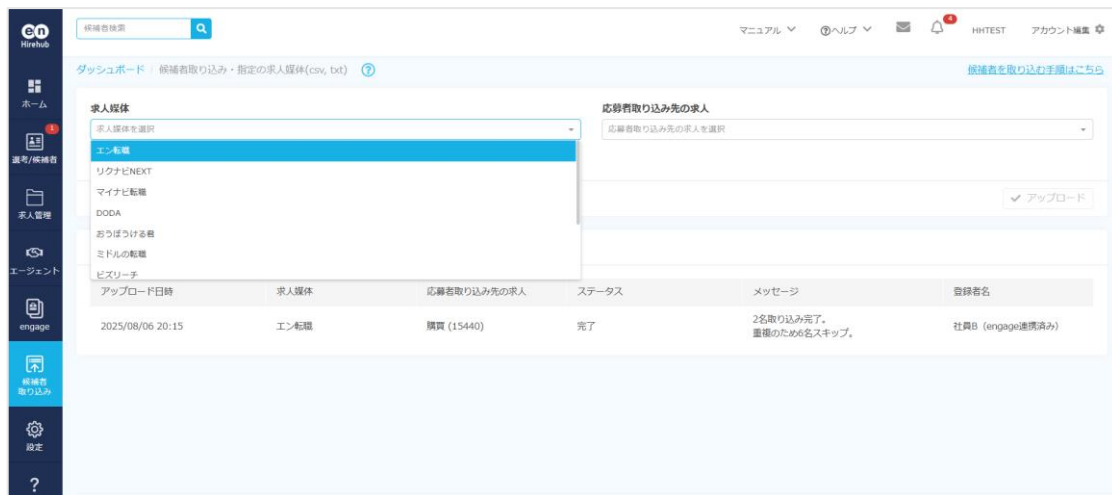 en
Hirehub
候補者検索
マニュアル
ヘルプ
4
HHTEST
アカウント編集
ダッシュボード / 候補者取り込み・指定の求人媒体(csv, txt) ?
候補者を取り込む手順はこちら
ホーム
1
選考/候補者
求人管理
エージェント
engage
候補者
取り込み
設定
?
求人媒体
求人媒体を選択
エン転職
リクナビNEXT
マイナビ転職
DODA
おうぼうける君
ミドルの転職
ビズリーチ
応募者取り込み先の求人
応募者取り込み先の求人を選択
アップロード
アップロード日時 求人媒体 応募者取り込み先の求人 ステータス メッセージ 登録者名
2025/08/06 20:15 エン転職 購買 (15440) 完了 2名取り込み完了。 社員B (engage連携済み)
重複のため6名スキップ。